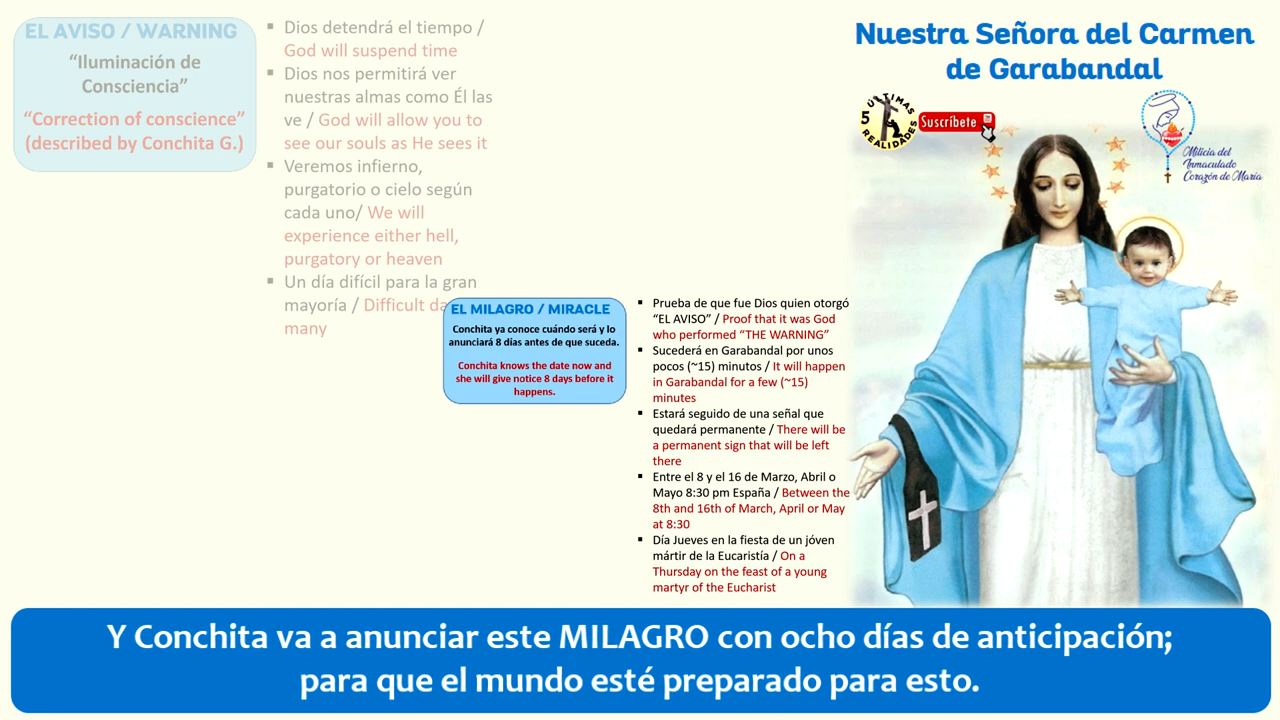 EL AVISO / WARNING
“Iluminación de
Consciencia”
“Correction of conscience”
(described by Conchita G.)
▪ Dios detendrá el tiempo /
God will suspend time
▪ Dios nos permitirá ver
nuestras almas como Él las
ve / God will allow you to
see our souls as He sees it
▪ Veremos infierno,
purgatorio o cielo según
cada uno/ We will
experience either hell,
purgatory or heaven
▪ Un día difícil para la gran
mayoría / Difficult da
many
EL MILAGRO / MIRACLE
Conchita ya conoce cuándo será y lo
anunciará 8 días antes de que suceda.
Conchita knows the date now and
she will give notice 8 days before it
happens.
▪ Prueba de que fue Dios quien otorgó
“EL AVISO” / Proof that it was God
who performed “THE WARNING”
▪ Sucederá en Garabandal por unos
pocos (~15) minutos / It will happen
in Garabandal for a few (~15)
minutes
▪ Estará seguido de una señal que
quedará permanente / There will be
a permanent sign that will be left
there
▪ Entre el 8 y el 16 de Marzo, Abril o
Mayo 8:30 pm España / Between the
8th and 16th of March, April or May
at 8:30
▪ Día Jueves en la fiesta de un jóven
mártir de la Eucaristía / On a
Thursday on the feast of a young
martyr of the Eucharist
Nuestra Señora del Carmen
de Garabandal
5 ÚLTIMAS
REALIDADES
Suscríbete
Milicia del
Inmaculado
Corazón de María
Y Conchita va a anunciar este MILAGRO con ocho días de anticipación;
para que el mundo esté preparado para esto.